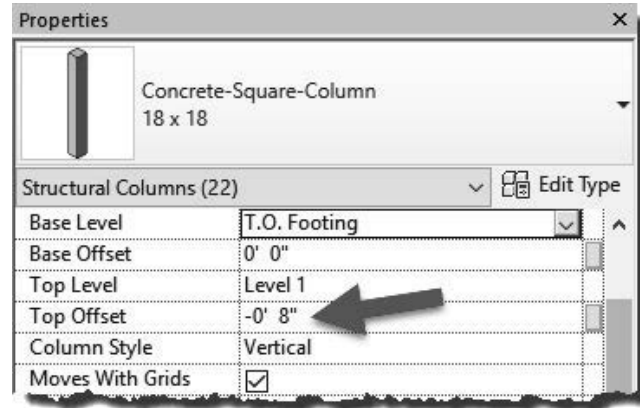 Properties
Concrete-Square-Column
18 x 18
Structural Columns (22)
Edit Type
Base Level T.O. Footing
Base Offset 0' 0"
Top Level Level 1
Top Offset -0' 8"
Column Style Vertical
Moves With Grids